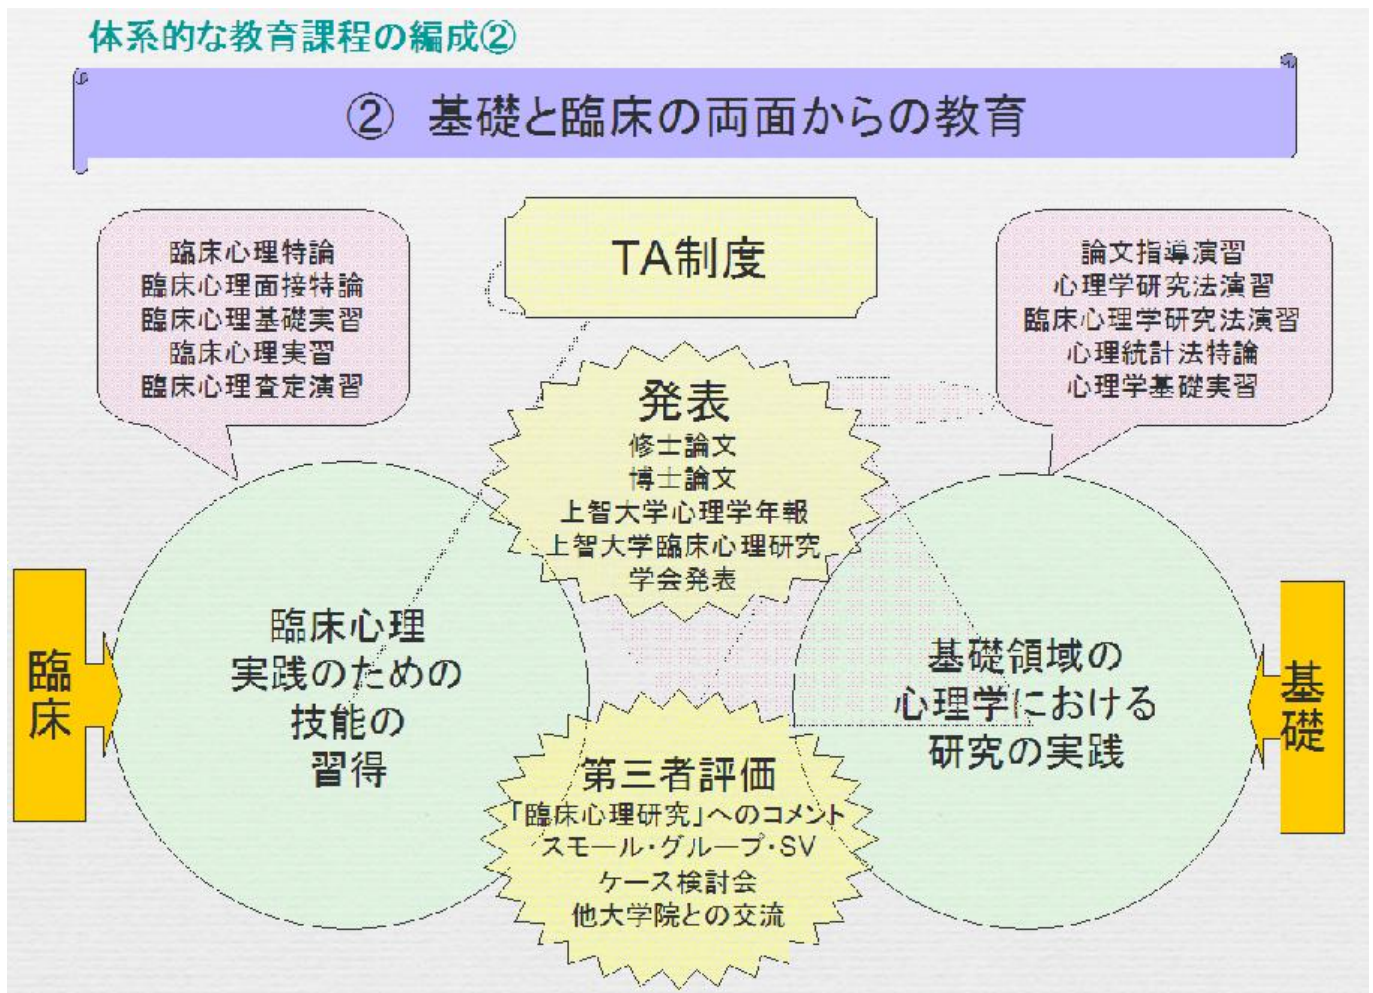 体系的な教育課程の編成②
② 基礎と臨床の両面からの教育
TA制度
臨床心理特論
臨床心理面接特論
臨床心理基礎実習
臨床心理実習
臨床心理査定演習
論文指導演習
心理学研究法演習
臨床心理学研究法演習
心理統計法特論
心理学基礎実習
発表
修士論文
博士論文
上智大学心理学年報
上智大学臨床心理研究
学会発表
臨床
臨床心理
実践のための
技能の
習得
基礎領域の
心理学における
研究の実践
基礎
第三者評価
「臨床心理研究」へのコメント
スモール・グループ・SV
ケース検討会
他大学院との交流